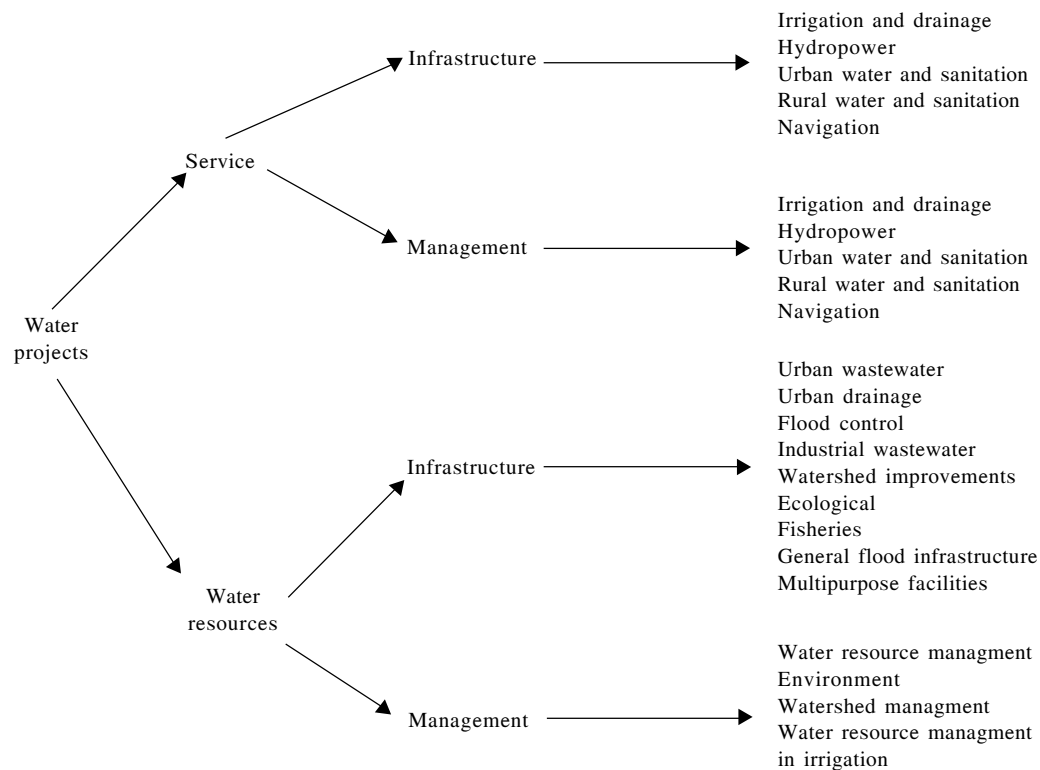 Water
projects
Service
Infrastructure
Irrigation and drainage
Hydropower
Urban water and sanitation
Rural water and sanitation
Navigation
Management
Irrigation and drainage
Hydropower
Urban water and sanitation
Rural water and sanitation
Navigation
Water
resources
Infrastructure
Urban wastewater
Urban drainage
Flood control
Industrial wastewater
Watershed improvements
Ecological
Fisheries
General flood infrastructure
Multipurpose facilities
Management
Water resource managment
Environment
Watershed managment
Water resource managment
in irrigation